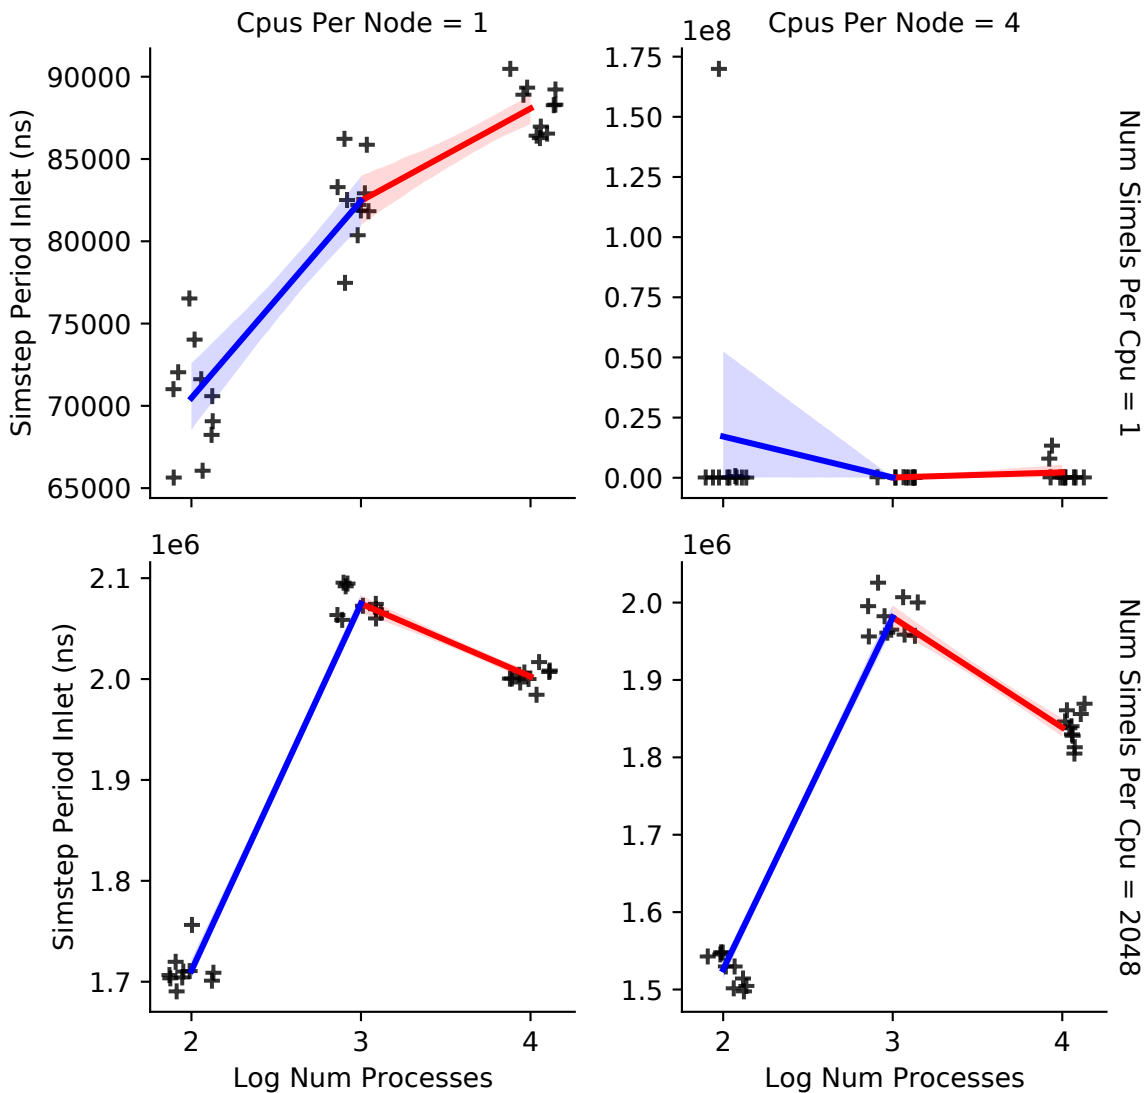 Cpus Per Node = 1
Cpus Per Node = 4
1e8
Simstep Period Inlet (ns)
90000
85000
80000
75000
70000
65000
1.75
1.50
1.25
1.00
0.75
0.50
0.25
0.00
Num Simels Per Cpu = 1
1e6
Simstep Period Inlet (ns)
2.1
2.0
1.9
1.8
1.7
2
3
4
Log Num Processes
1e6
2.0
1.9
1.8
1.7
1.6
1.5
2
3
4
Log Num Processes
Num Simels Per Cpu = 2048